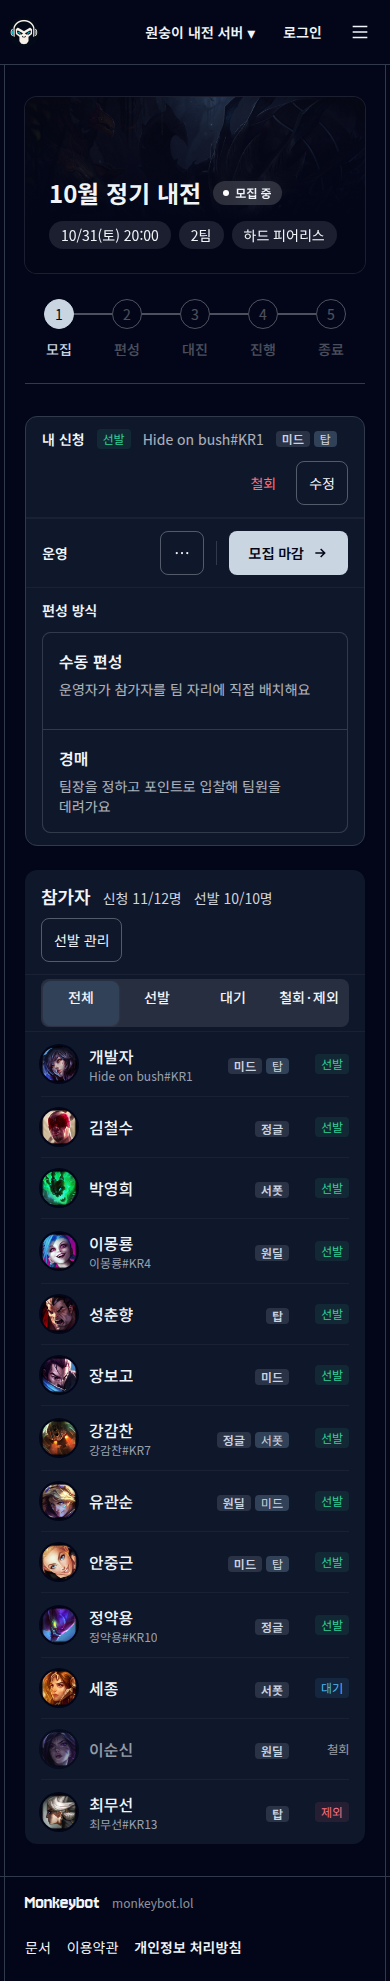 원숭이 내전 서버 ▾ 로그인
10월 정기 내전 모집 중
10/31(토) 20:00 2팀 하드 피어리스
1 2 3 4 5
모집 편성 대진 진행 종료
내 신청 선발 Hide on bush#KR1 미드 탑
철회 수정
운영 ··· 모집 마감 →
편성 방식
수동 편성
운영자가 참가자를 팀 자리에 직접 배치해요
경매
팀장을 정하고 포인트로 입찰해 팀원을
데려가요
참가자 신청 11/12명 선발 10/10명
선발 관리
전체 선발 대기 철회·제외
개발자 미드 탑 선발
Hide on bush#KR1
김철수 정글 선발
박영희 서폿 선발
이몽룡 원딜 선발
이몽룡#KR4
성춘향 탑 선발
장보고 미드 선발
강감찬 정글 서폿 선발
강감찬#KR7
유관순 원딜 미드 선발
안중근 미드 탑 선발
정약용 정글 선발
정약용#KR10
세종 서폿 대기
이순신 원딜 철회
최무선 탑 제외
최무선#KR13
Monkeybot monkeybot.lol
문서 이용약관 개인정보 처리방침